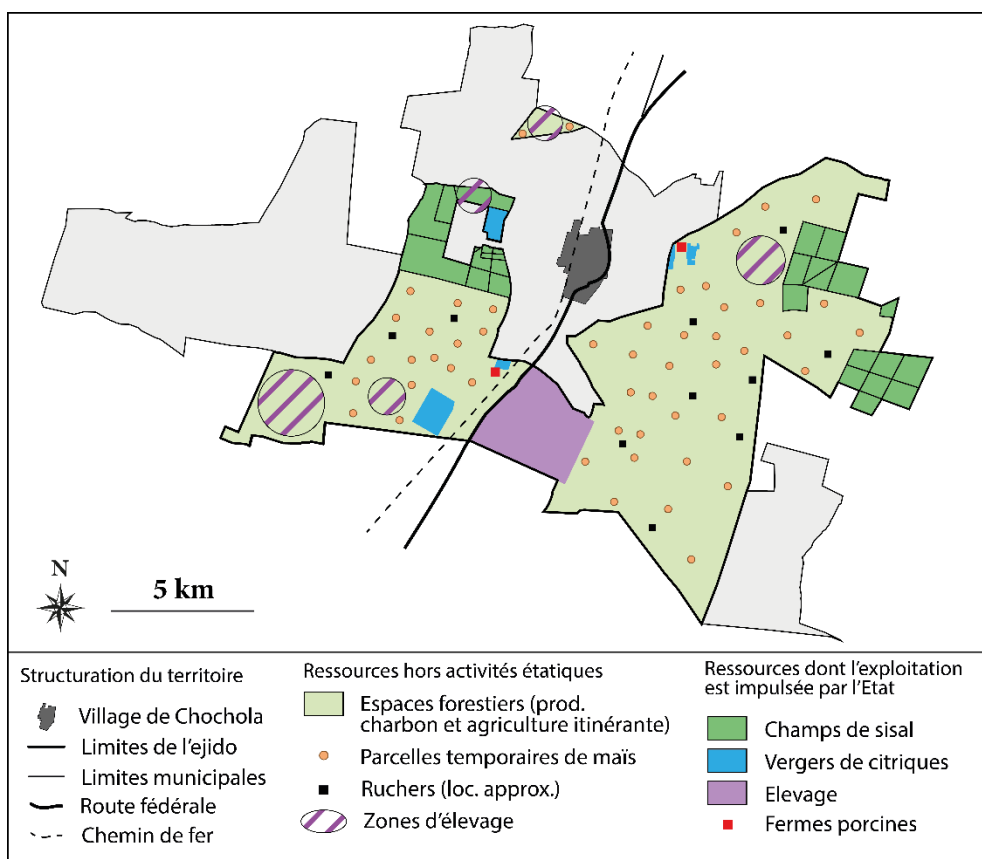 N
5 km
Structuration du territoire
Village de Chochola
Limites de l'ejido
Limites municipales
Route fédérale
Chemin de fer
Ressources hors activités étatiques
Espaces forestiers (prod.
charbon et agriculture itinérante)
Parcelles temporaires de maïs
Ruchers (loc. approx.)
Zones d'élevage
Ressources dont l'exploitation
est impulsée par l'Etat
Champs de sisal
Vergers de citriques
Elevage
Fermes porcines